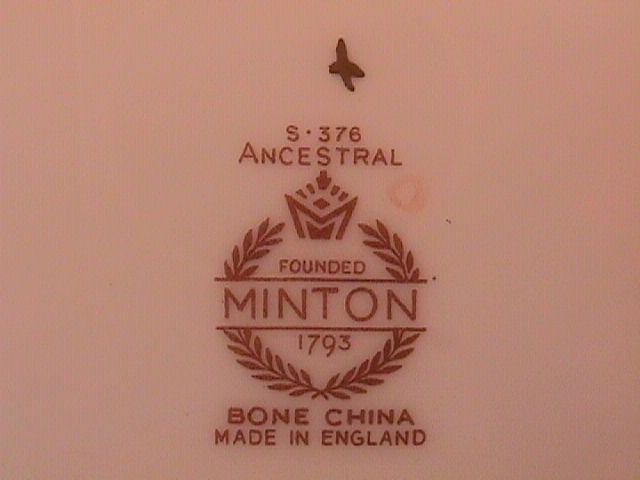 S·376
ANCESTRAL
FOUNDED
MINTON
1793
BONE CHINA
MADE IN ENGLAND